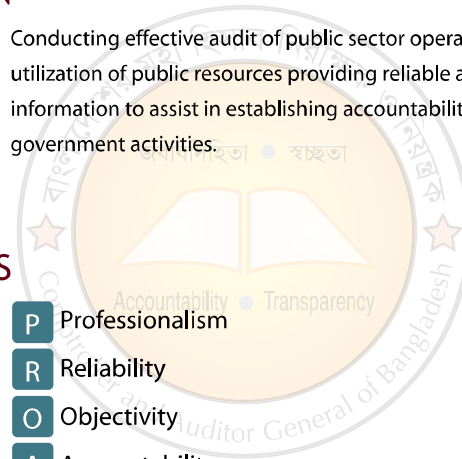 Conducting effective audit of public sector opera
utilization of public resources providing reliable a
information to assist in establishing accountabilit
government activities.
জবাবদিহিতা স্বচ্ছতা
S
Accountability Transparency
P Professionalism
R Reliability
O Objectivity
Comptroller and Auditor General of Bangladesh